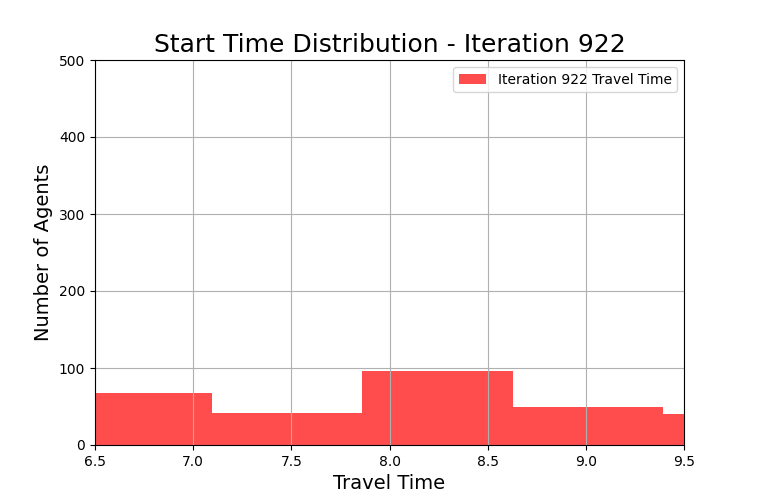 Start Time Distribution - Iteration 922
Iteration 922 Travel Time
Number of Agents
500
400
300
200
100
0
6.5 7.0 7.5 8.0 8.5 9.0 9.5
Travel Time